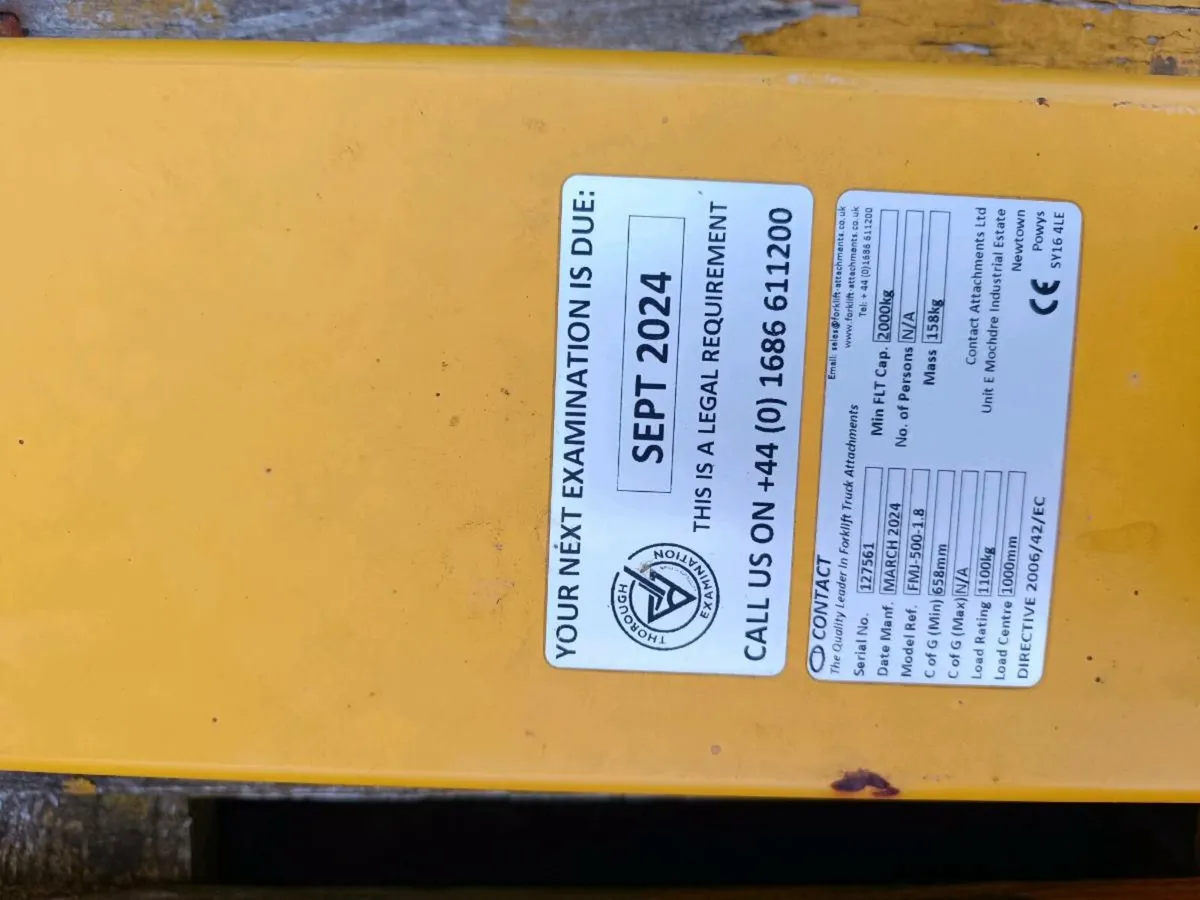 YOUR NEXT EXAMINATION IS DUE:
SEPT 2024
THOROUGH EXAMINATION
THIS IS A LEGAL REQUIREMENT
CALL US ON +44 (0) 1686 611200
CONTACT
The Quality Leader In Forklift Truck Attachments
Email: sales@forklift-attachments.co.uk
www.forklift-attachments.co.uk
Tel: + 44 (0)1686 611200
Serial No. 127561
Date Manf. MARCH 2024
Model Ref. FMJ-500-1.8
C of G (Min) 658mm
C of G (Max) N/A
Load Rating 1100kg
Load Centre 1000mm
DIRECTIVE 2006/42/EC
Min FLT Cap. 2000kg
No. of Persons N/A
Mass 158kg
Contact Attachments Ltd
Unit E Mochdre Industrial Estate
Newtown
Powys
SY16 4LE
CE